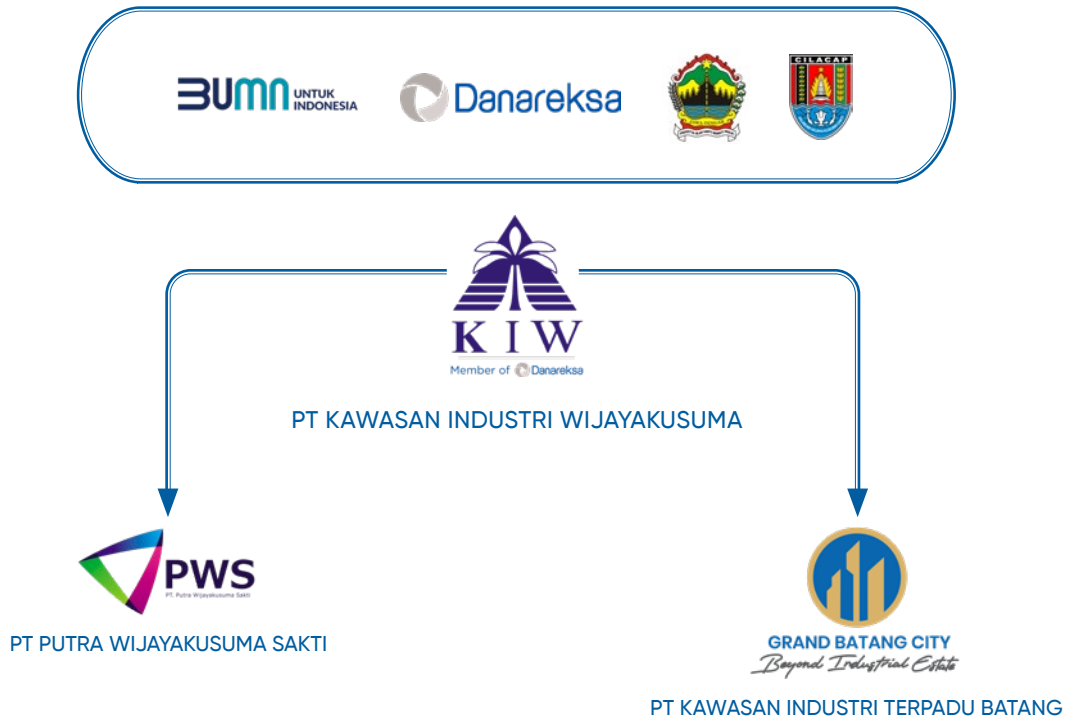 BUMN UNTUK
INDONESIA
Danareksa
CILACAP
KIW
Member of Danareksa
PT KAWASAN INDUSTRI WIJAYAKUSUMA
PWS
PT. Putra Wijayakusuma Sakti
PT PUTRA WIJAYAKUSUMA SAKTI
GRAND BATANG CITY
Beyond Industrial Estate
PT KAWASAN INDUSTRI TERPADU BATANG